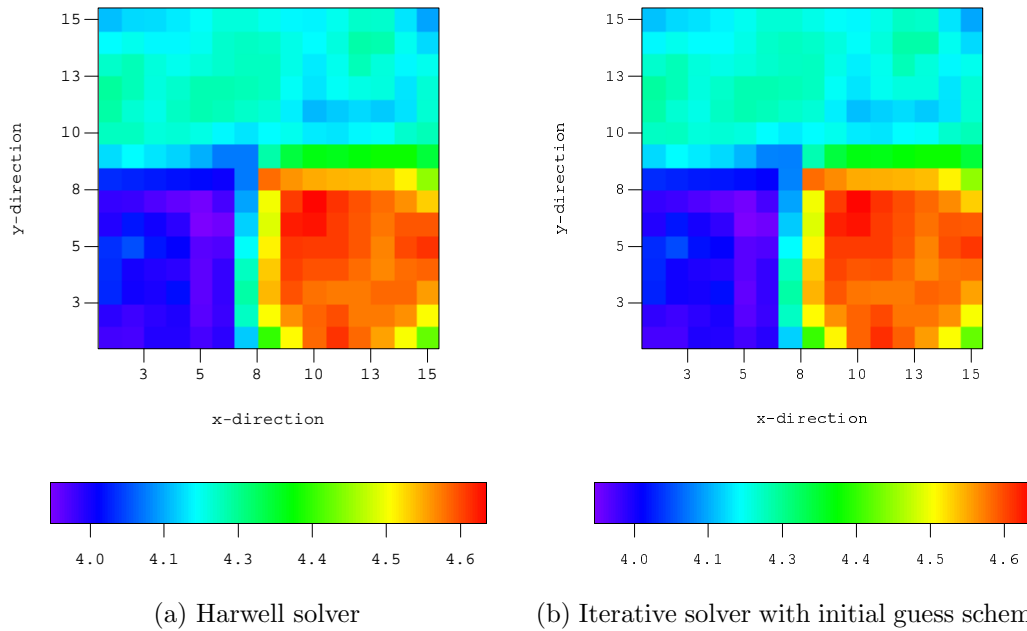 15
13
10
8
5
3
y-direction
3 5 8 10 13 15
x-direction
4.0 4.1 4.3 4.4 4.5 4.6
(a) Harwell solver
15
13
10
8
5
3
y-direction
3 5 8 10 13 15
x-direction
4.0 4.1 4.3 4.4 4.5 4.6
(b) Iterative solver with initial guess schem